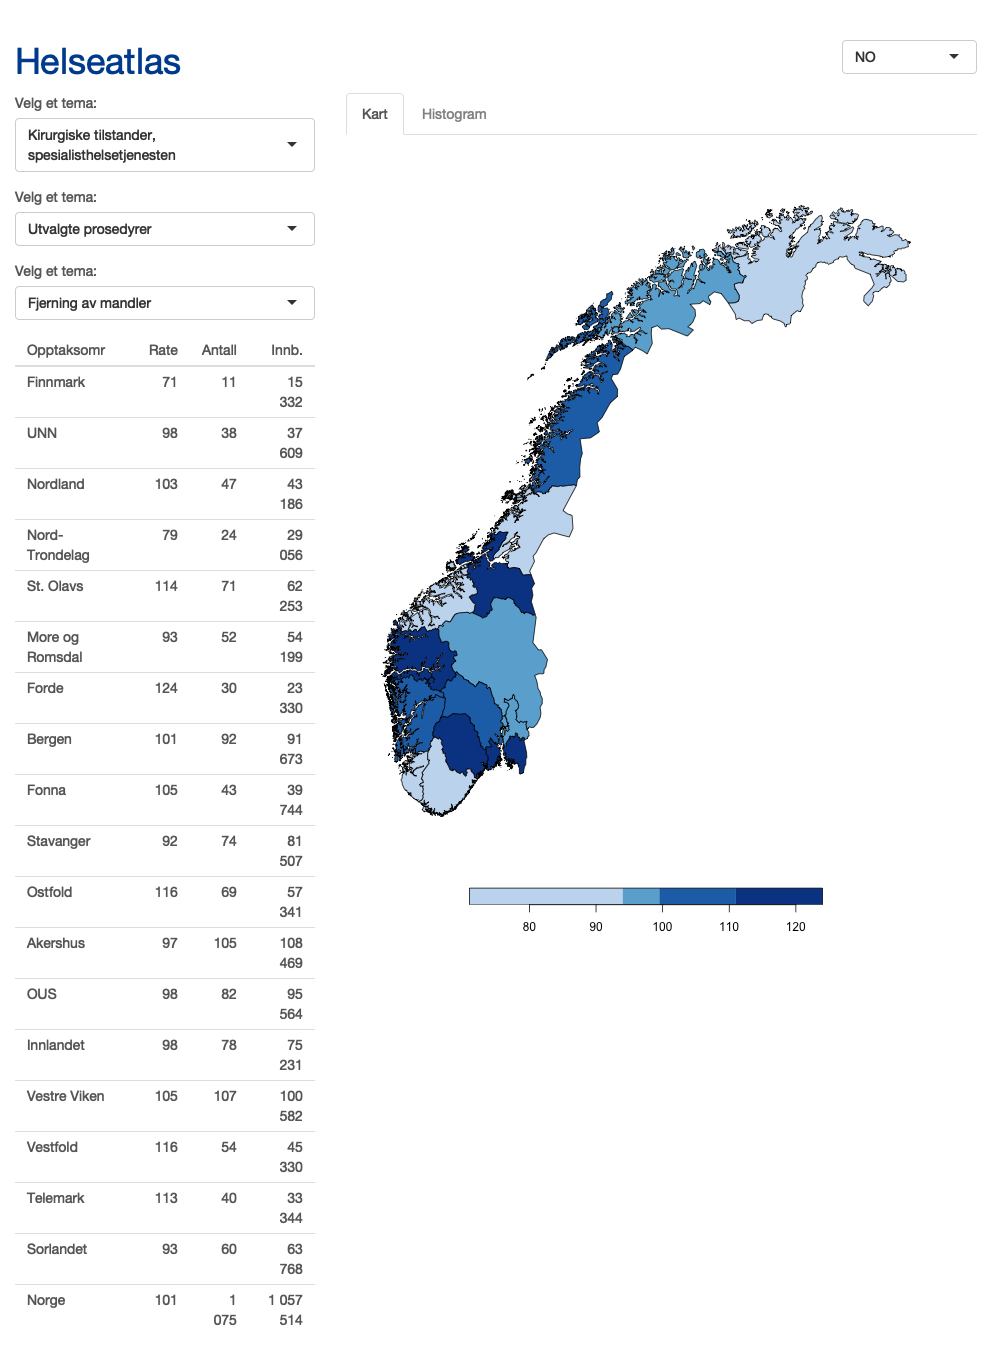 Helseatlas
NO
Velg et tema:
Kirurgiske tilstander,
spesialisthelsetjenesten
Velg et tema:
Utvalgte prosedyrer
Velg et tema:
Fjerning av mandler
Kart
Histogram
Opptaksomr Rate Antall Innb.
Finnmark 71 11 15
332
UNN 98 38 37
609
Nordland 103 47 43
186
Nord- 79 24 29
Trondelag 056
St. Olavs 114 71 62
253
More og 93 52 54
Romsdal 199
Forde 124 30 23
330
Bergen 101 92 91
673
Fonna 105 43 39
744
Stavanger 92 74 81
507
Ostfold 116 69 57
341
Akershus 97 105 108
469
OUS 98 82 95
564
Innlandet 98 78 75
231
Vestre Viken 105 107 100
582
Vestfold 116 54 45
330
Telemark 113 40 33
344
Sorlandet 93 60 63
768
Norge 101 1 1 057
075 514
80 90 100 110 120